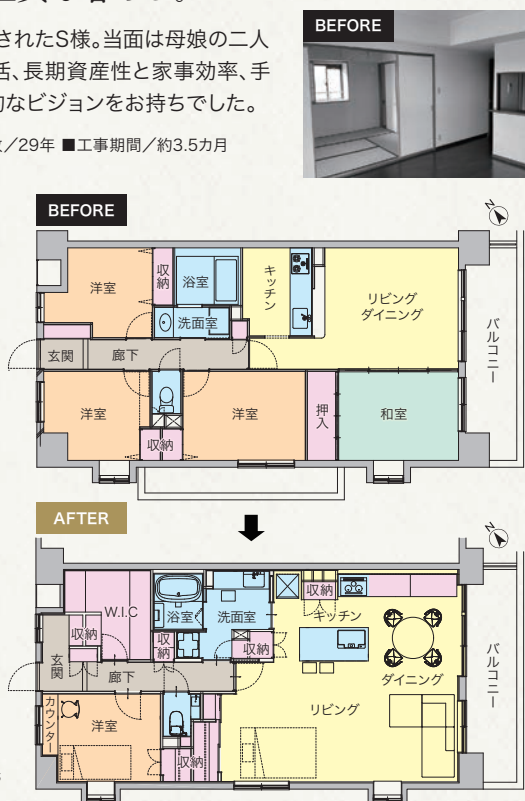 されたS様。当面は母娘の二人
活、長期資産性と家事効率、手
的なビジョンをお持ちでした。
／29年 ■工事期間／約3.5カ月
BEFORE
BEFORE
N
洋室
収納
浴室
洗面室
キッチン
リビング
ダイニング
バルコニー
玄関
廊下
洋室
収納
洋室
押入
和室
AFTER
N
W.I.C
収納
浴室
収納
洗面室
収納
収納
キッチン
ダイニング
リビング
バルコニー
玄関
廊下
カウンター
洋室
収納